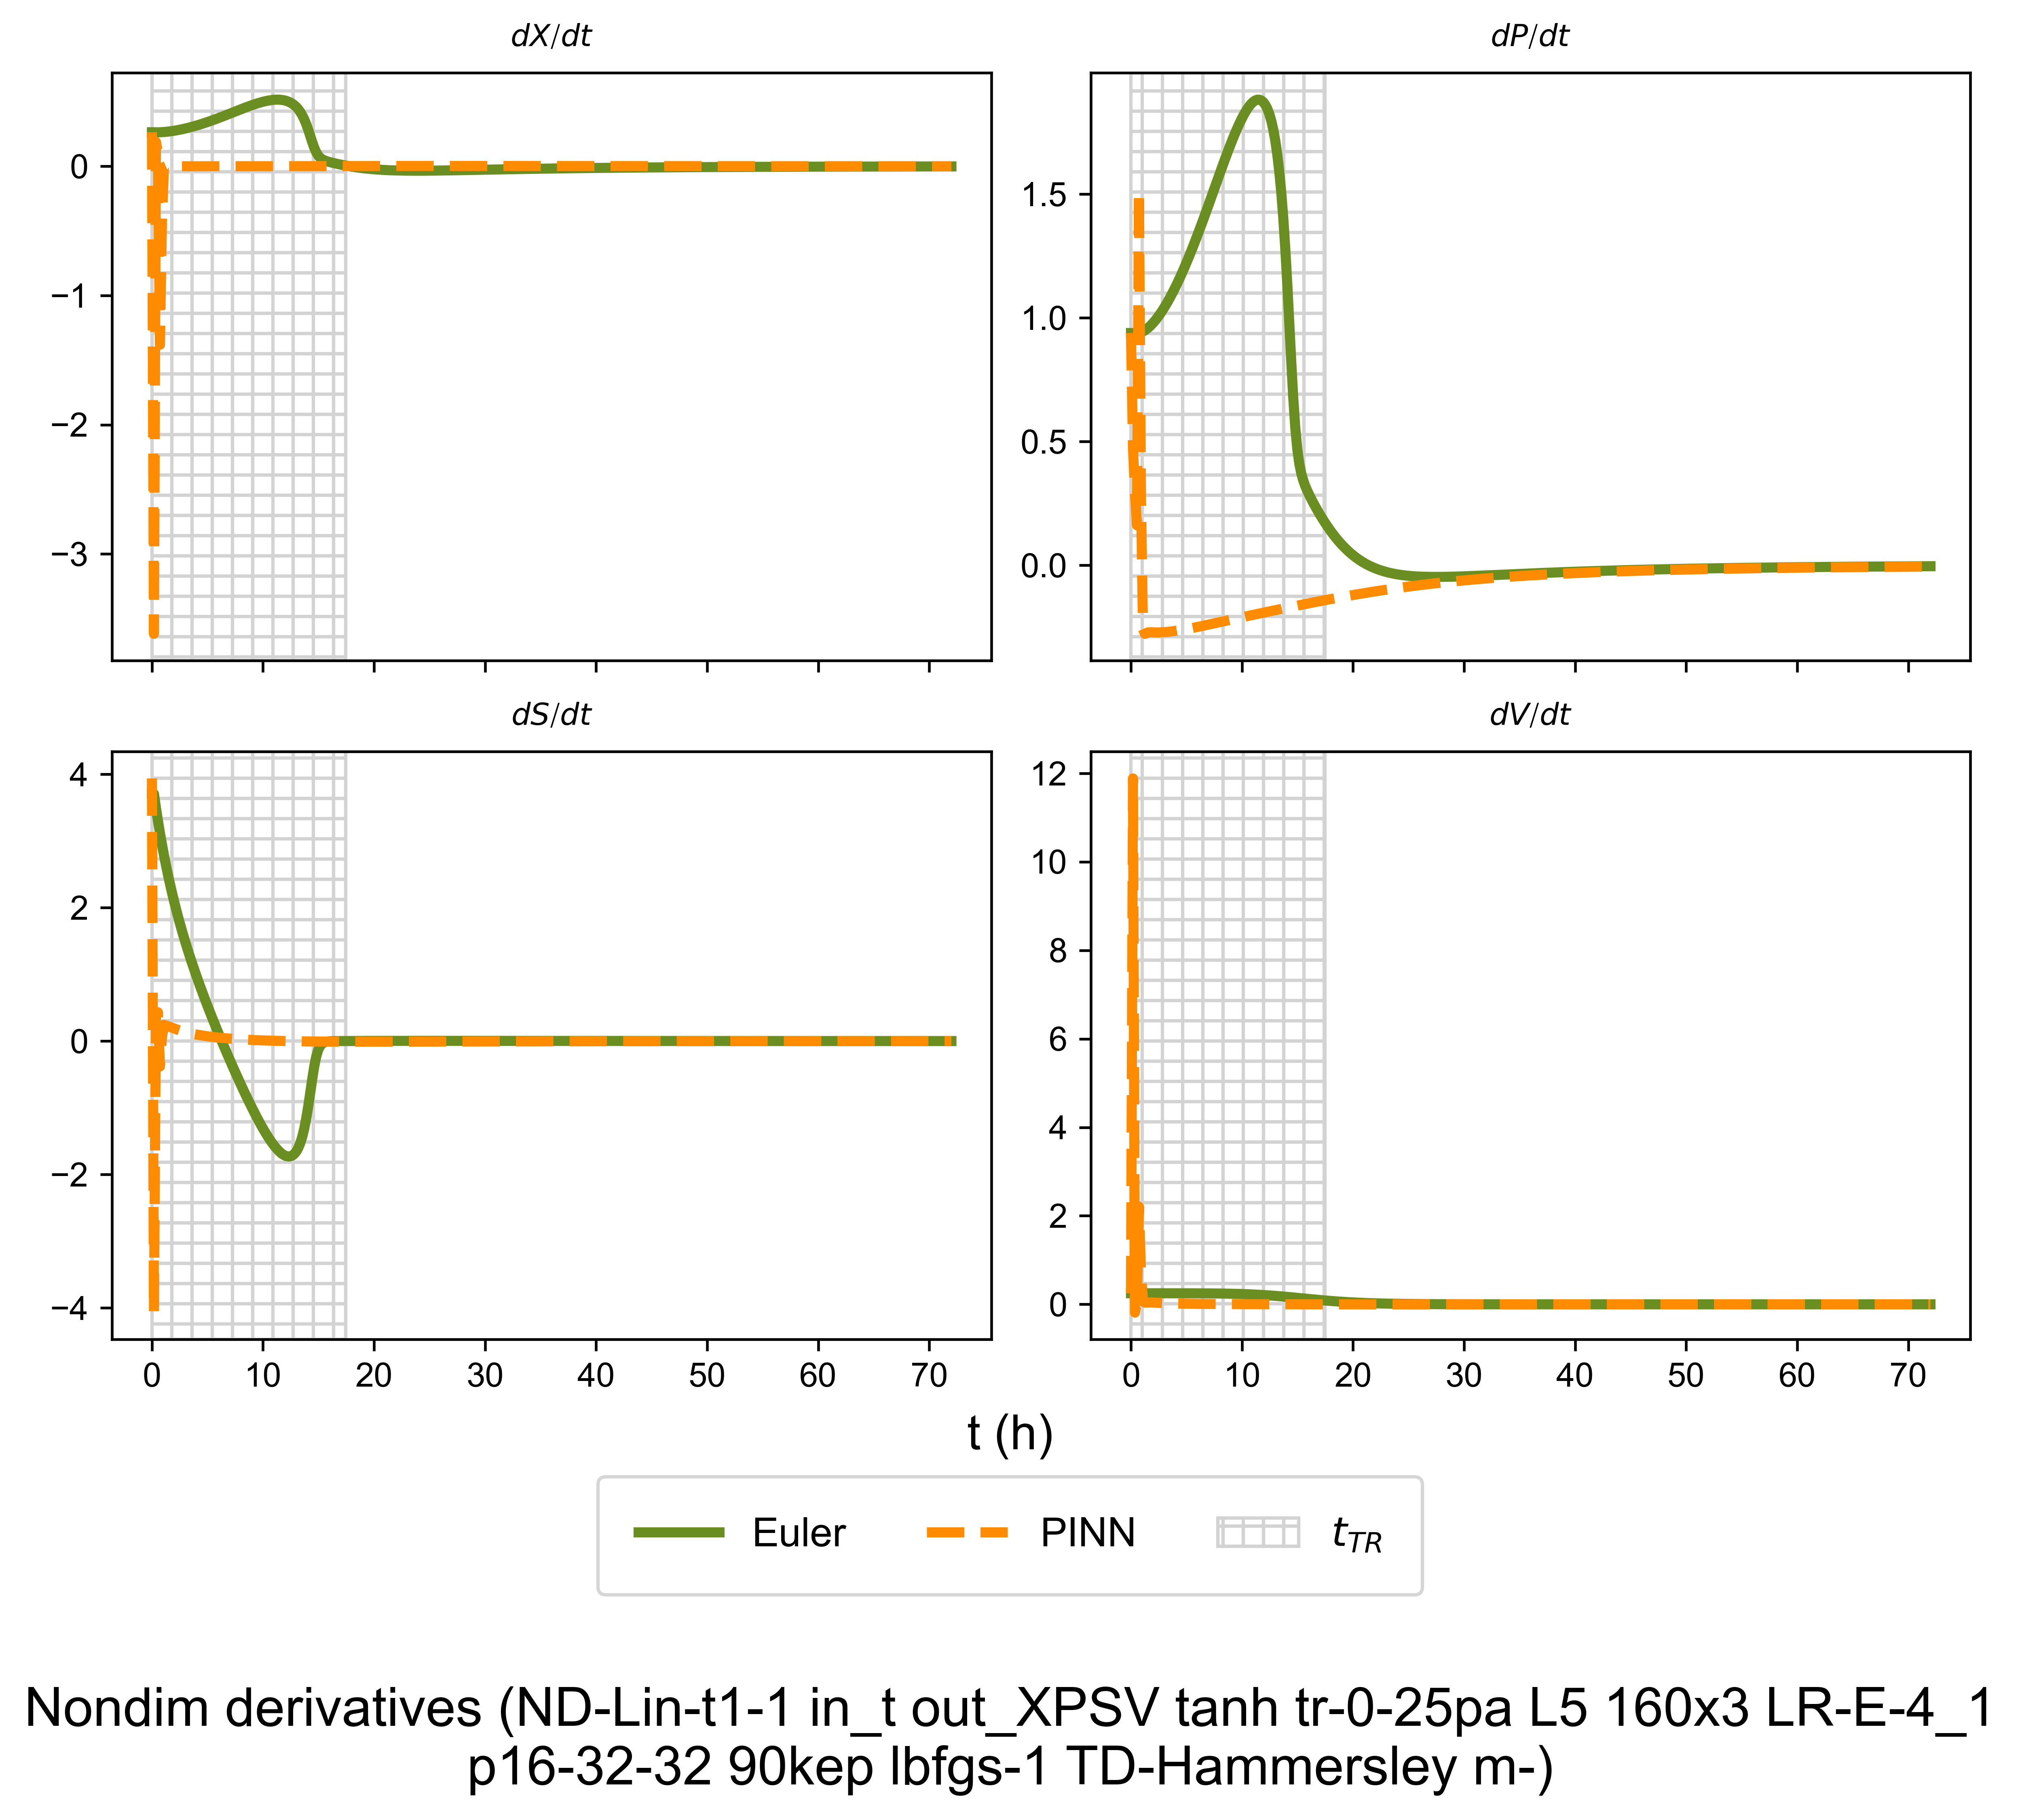 dX/dt
dP/dt
0
−1
−2
−3
1.5
1.0
0.5
0.0
dS/dt
dV/dt
4
2
0
−2
−4
12
10
8
6
4
2
0
0 10 20 30 40 50 60 70
0 10 20 30 40 50 60 70
t (h)
Euler PINN t_TR
Nondim derivatives (ND-Lin-t1-1 in_t out_XPSV tanh tr-0-25pa L5 160x3 LR-E-4_1
p16-32-32 90kep lbfgs-1 TD-Hammersley m-)